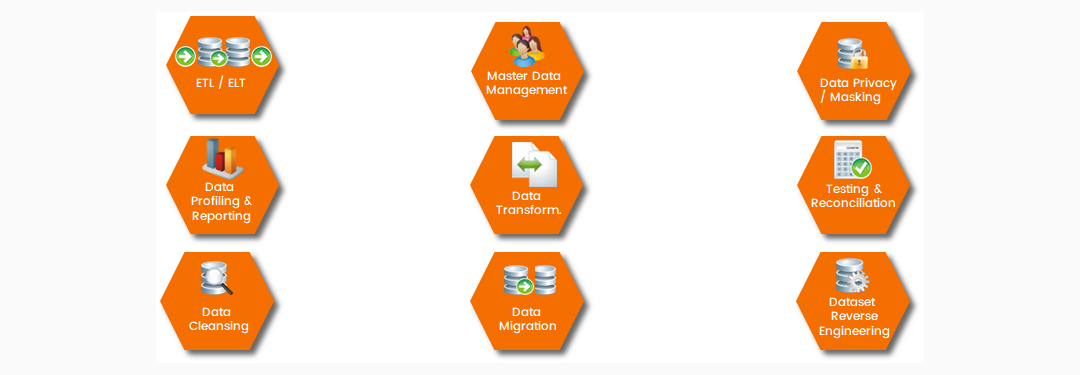 ETL / ELT
Master Data
Management
Data Privacy
/ Masking
Data
Profiling &
Reporting
Data
Transform.
Testing &
Reconciliation
Data
Cleansing
Data
Migration
Dataset
Reverse
Engineering